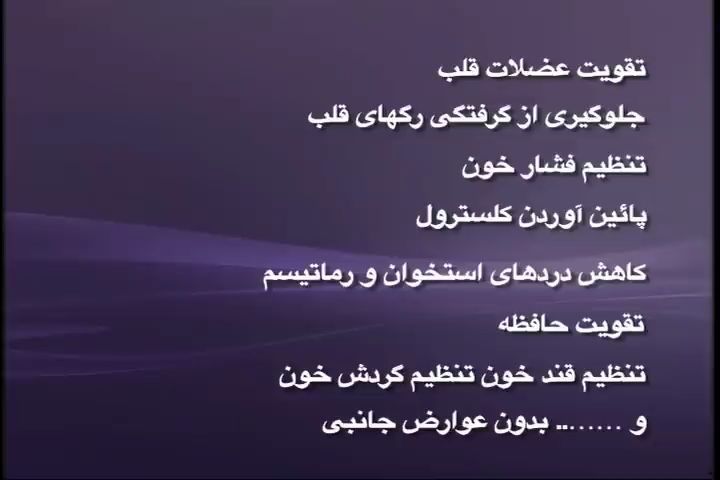 تقویت عضلات قلب
جلوگیری از گرفتگی رگهای قلب
تنظیم فشار خون
پائین آوردن کلسترول
کاهش دردهای استخوان و رماتیسم
تقویت حافظه
تنظیم قند خون تنظیم گردش خون
و ........ بدون عوارض جانبی